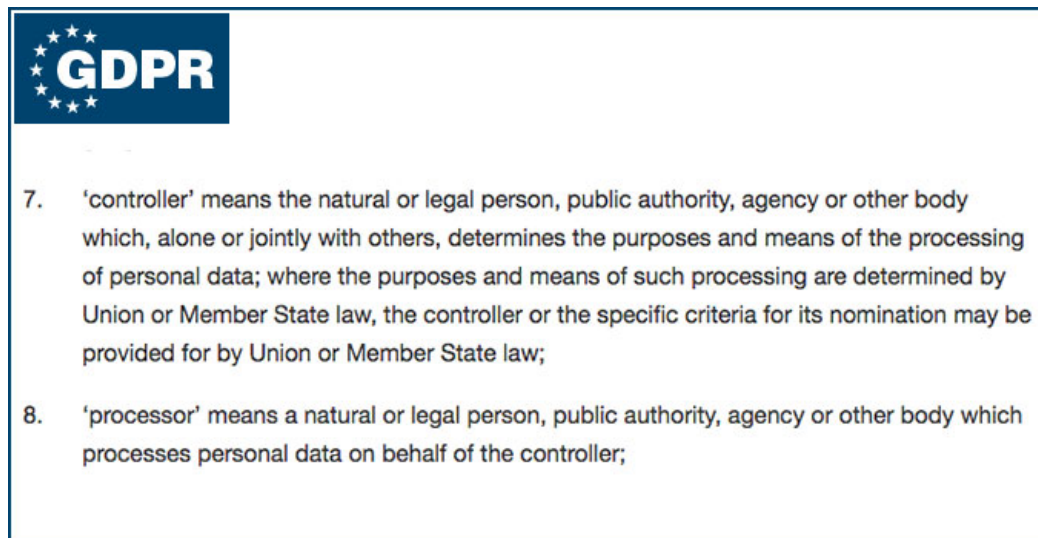 GDPR
7. ‘controller’ means the natural or legal person, public authority, agency or other body
which, alone or jointly with others, determines the purposes and means of the processing
of personal data; where the purposes and means of such processing are determined by
Union or Member State law, the controller or the specific criteria for its nomination may be
provided for by Union or Member State law;
8. ‘processor’ means a natural or legal person, public authority, agency or other body which
processes personal data on behalf of the controller;